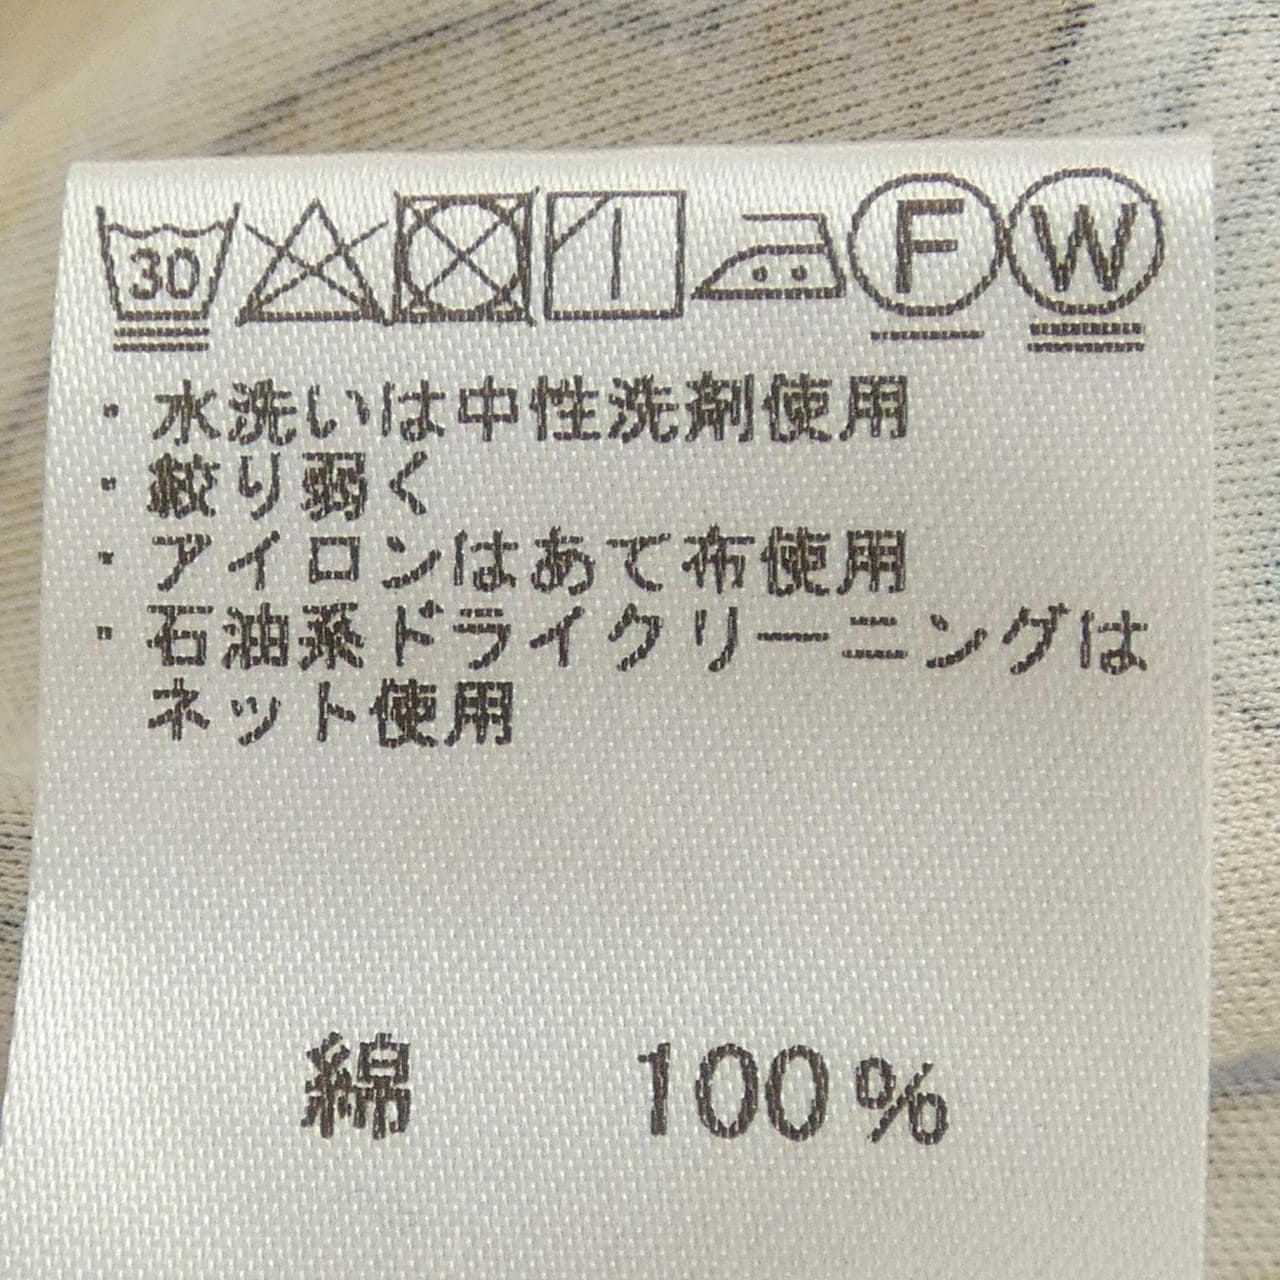 30 F W
・水洗いは中性洗剤使用
・絞り弱く
・アイロンはあて布使用
・石油系ドライクリーニングは
ネット使用
綿 100%